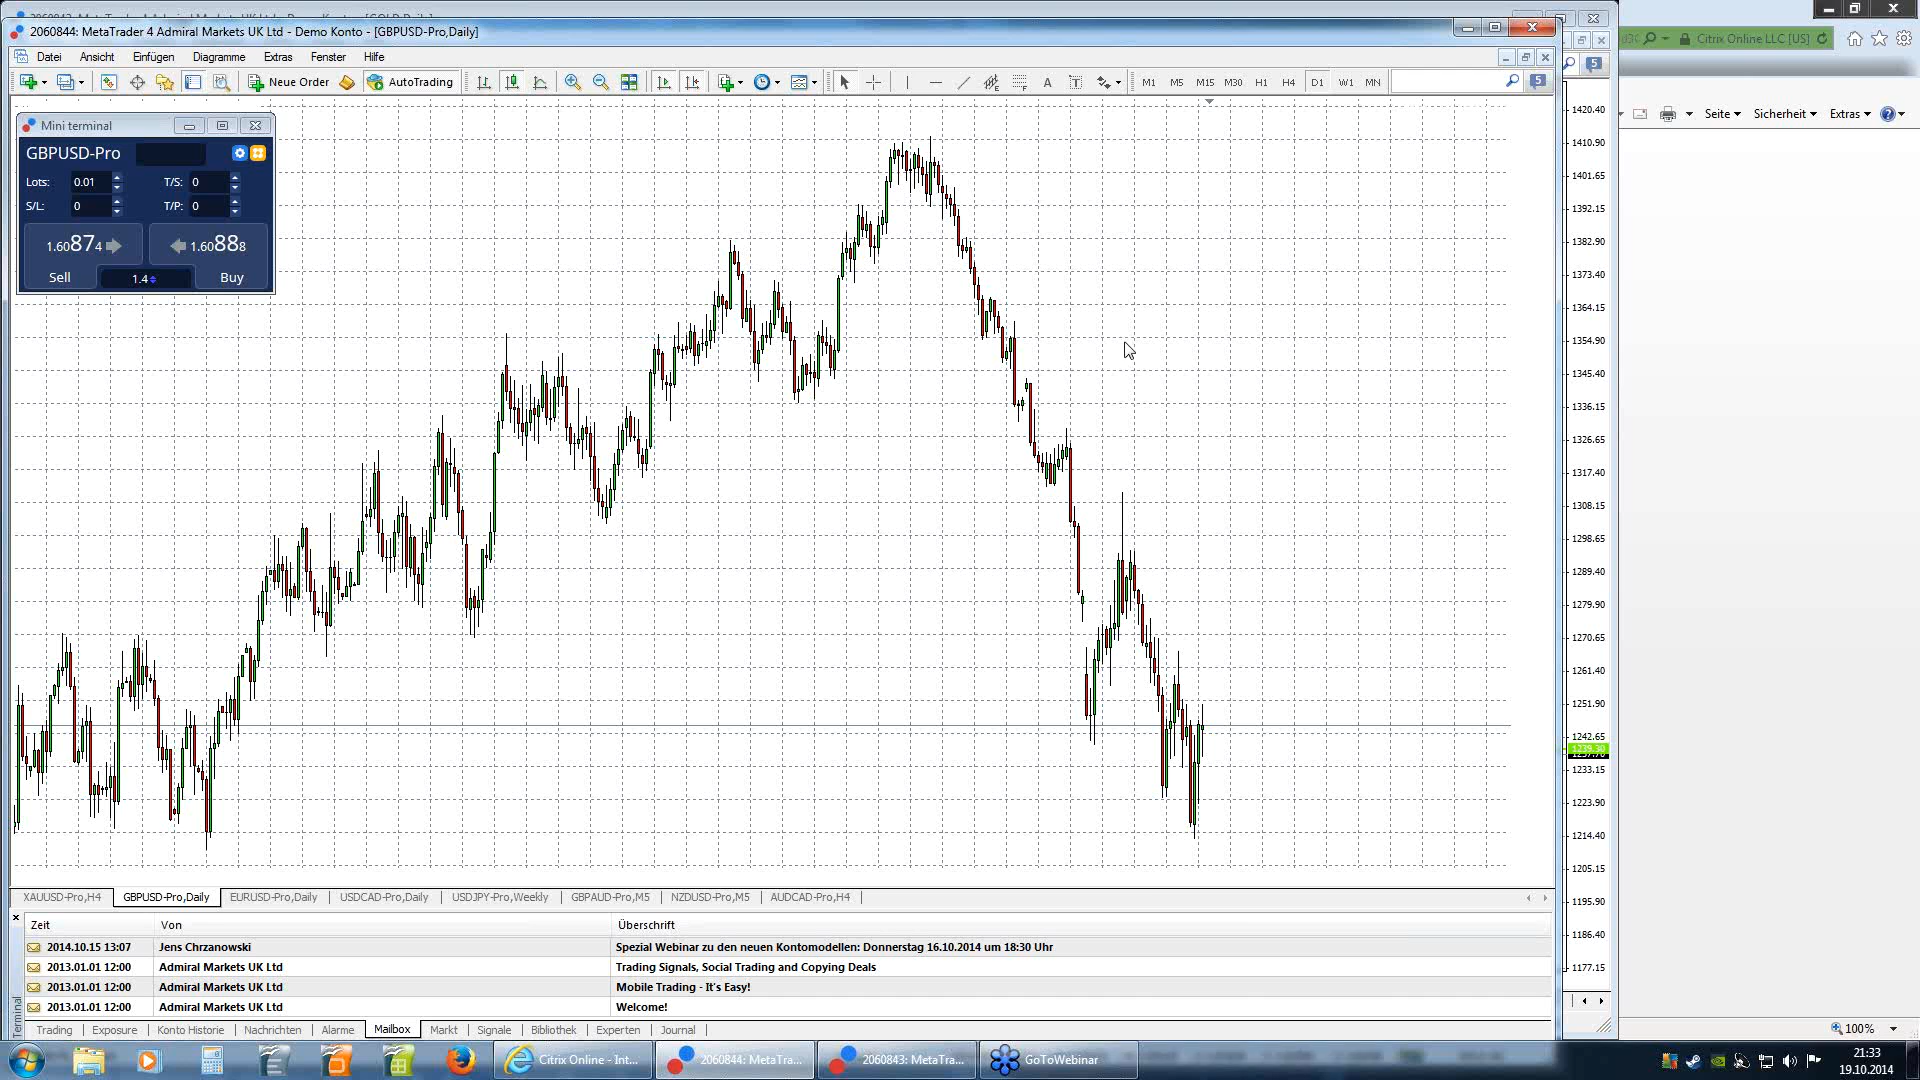 2060844: MetaTrader 4 Admiral Markets UK Ltd - Demo Konto - [GBPUSD-Pro,Daily]
Citrix Online LLC [US]
Datei Ansicht Einfügen Diagramme Extras Fenster Hilfe
New Order AutoTrading M1 M5 M15 M30 H1 H4 D1 W1 MN 5
5
Seite Sicherheit Extras
Mini terminal
GBPUSD-Pro
Lots: 0.01 T/S: 0
S/L: 0 T/P: 0
1.60874 1.60888
Sell 1.4 Buy
1420.40
1410.90
1401.65
1392.15
1382.90
1373.40
1364.15
1354.90
1345.40
1336.15
1326.65
1317.40
1308.15
1298.65
1289.40
1279.90
1270.65
1261.40
1251.90
1242.65
1239.30
1233.15
1223.90
1214.40
1205.15
1195.90
1186.40
1177.15
XAUUSD-Pro,H4 GBPUSD-Pro,Daily EURUSD-Pro,Daily USDCAD-Pro,Daily USDJPY-Pro,Weekly GBPAUD-Pro,M5 NZDUSD-Pro,M5 AUDCAD-Pro,H4
Zeit Von Überschrift
2014.10.15 13:07 Jens Chrzanowski Spezial Webinar zu den neuen Kontomodellen: Donnerstag 16.10.2014 um 18:30 Uhr
2013.01.01 12:00 Admiral Markets UK Ltd Trading Signals, Social Trading and Copying Deals
2013.01.01 12:00 Admiral Markets UK Ltd Mobile Trading - It's Easy!
2013.01.01 12:00 Admiral Markets UK Ltd Welcome!
Terminal
Trading Exposure Konto Historie Nachrichten Alarme Mailbox Markt Signale Bibliothek Experten Journal
100%
Citrix Online - Int... 2060844: MetaTra... 2060843: MetaTra... GoToWebinar
21:33
19.10.2014